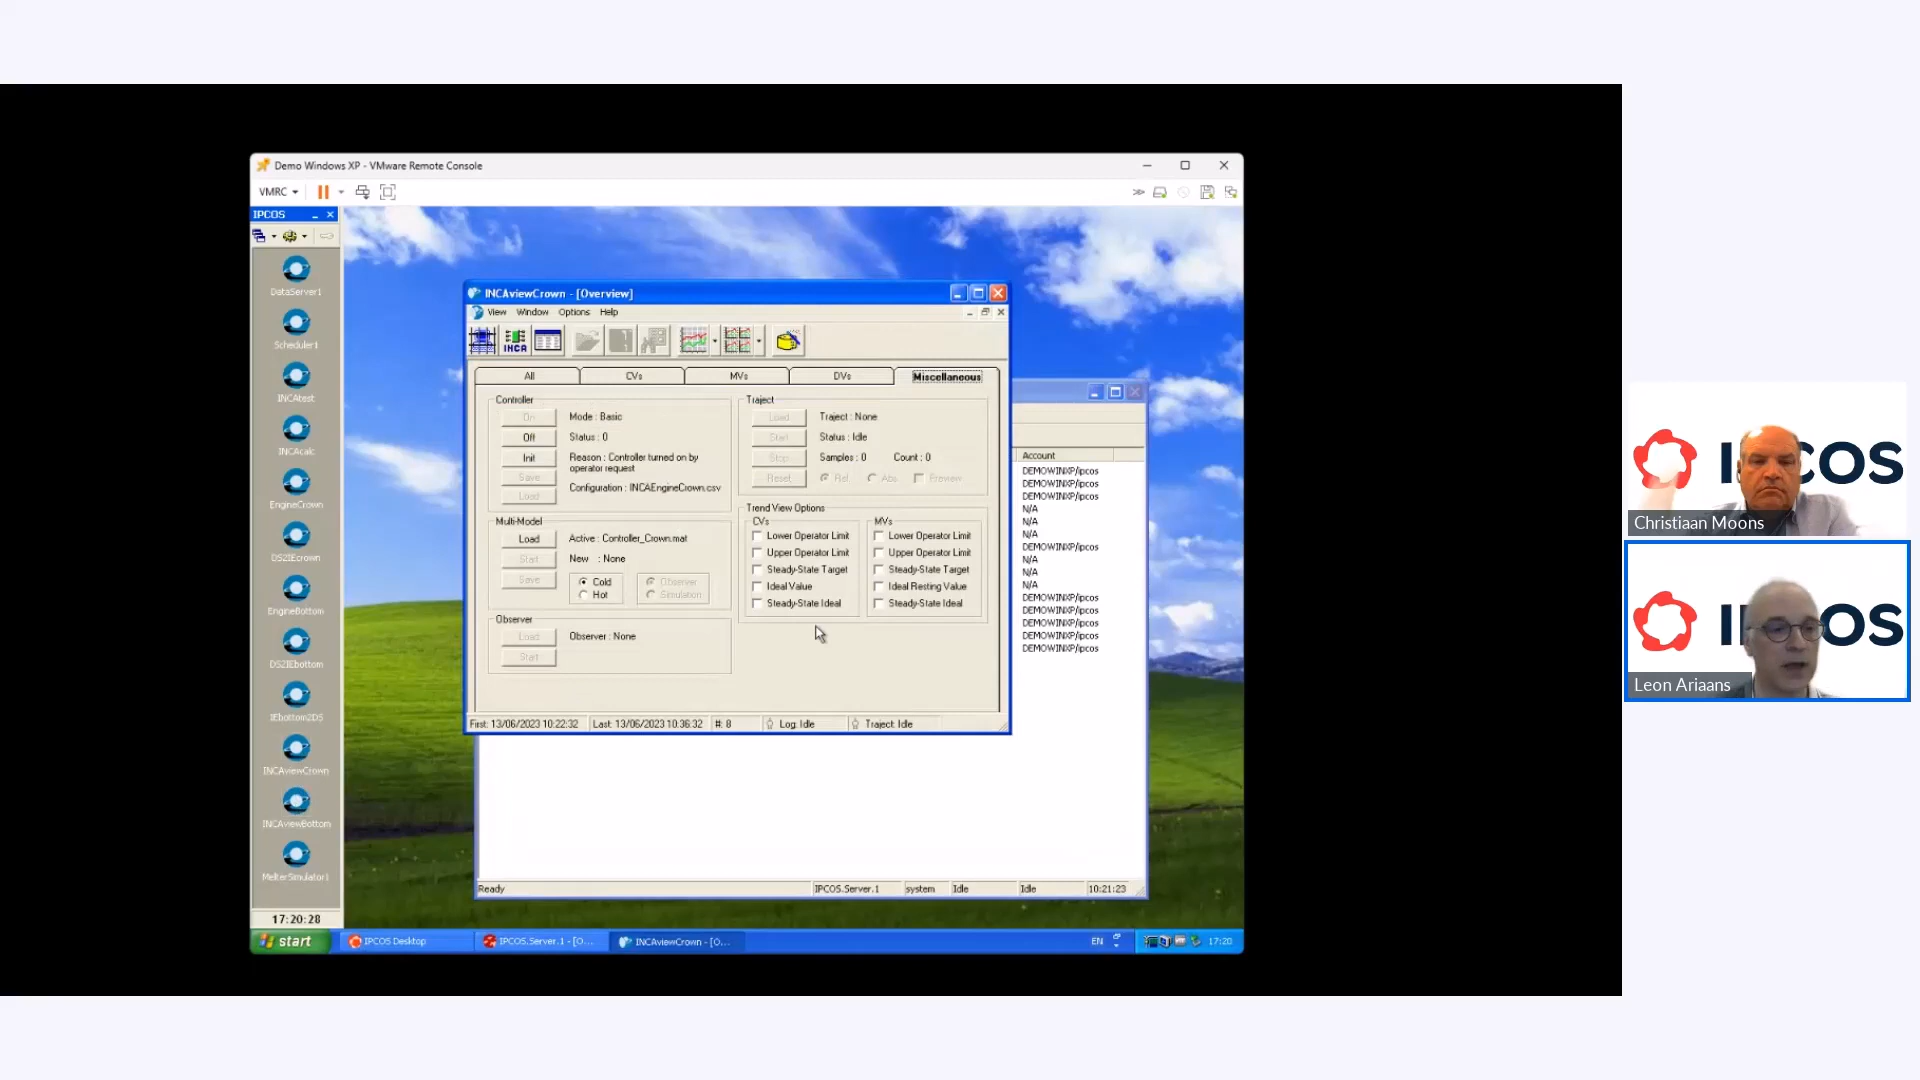 Demo Windows XP - VMware Remote Console
VMRC
IPCOS
DataServer1
Scheduler1
INCAtest
INCAcalc
EngineCrown
DS2IEcrown
EngineBottom
DS2IEbottom
IEbottom2DS
INCAviewCrown
INCAviewBottom
MelterSimulator1
17:20:28
INCAviewCrown - [Overview]
View Window Options Help
INCA
All CVs MVs DVs Miscellaneous
Controller
On Mode : Basic
Off Status : 0
Init Reason : Controller turned on by
operator request
Save
Load Configuration : INCAEngineCrown.csv
Multi-Model
Load Active : Controller_Crown.mat
Start New : None
Save Cold Observer
Hot Simulation
Observer
Load Observer : None
Start
Traject
Load Traject : None
Start Status : Idle
Stop Samples : 0 Count : 0
Reset Rel Abs Preview
Trend View Options
CVs MVs
Lower Operator Limit Lower Operator Limit
Upper Operator Limit Upper Operator Limit
Steady-State Target Steady-State Target
Ideal Value Ideal Resting Value
Steady-State Ideal Steady-State Ideal
First: 13/06/2023 10:22:32 Last: 13/06/2023 10:36:32 #: 8 Log: Idle Traject: Idle
Account
DEMOWINXP/ipcos
DEMOWINXP/ipcos
DEMOWINXP/ipcos
N/A
N/A
N/A
DEMOWINXP/ipcos
N/A
N/A
N/A
DEMOWINXP/ipcos
DEMOWINXP/ipcos
DEMOWINXP/ipcos
DEMOWINXP/ipcos
DEMOWINXP/ipcos
Ready IPCOS.Server.1 system Idle Idle 10:21:23
start IPCOS Desktop IPCOS.Server.1 - [O... INCAviewCrown - [O... EN 17:20
COS
Christiaan Moons
COS
Leon Ariaans